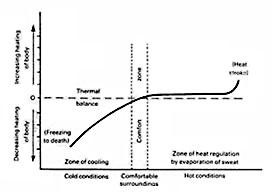 Increasing heating
of body
Decreasing heating
of body
Thermal
balance
O
(Freezing
to death)
(Heat
stroke)
Comfort
zone
Zone of cooling
Zone of heat regulation
by evaporation of sweat
Cold conditions
Comfortable
surroundings
Hot conditions